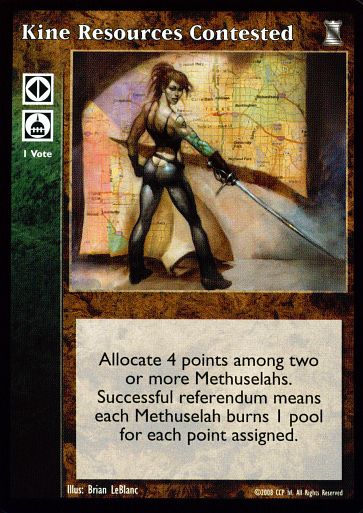 Kine Resources Contested
1 Vote
Allocate 4 points among two
or more Methuselahs.
Successful referendum means
each Methuselah burns 1 pool
for each point assigned.
Illus: Brian LeBlanc
©2008 CCP hf. All Rights Reserved